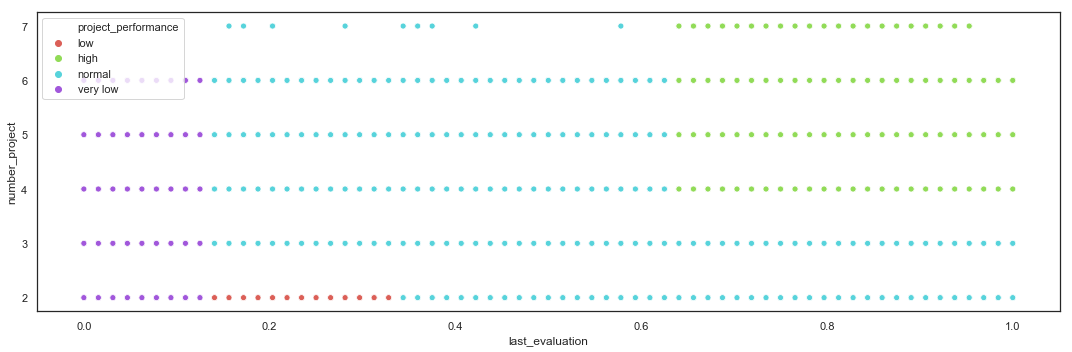 project_performance
low
high
normal
very low
7
6
5
4
3
2
number_project
0.0 0.2 0.4 0.6 0.8 1.0
last_evaluation